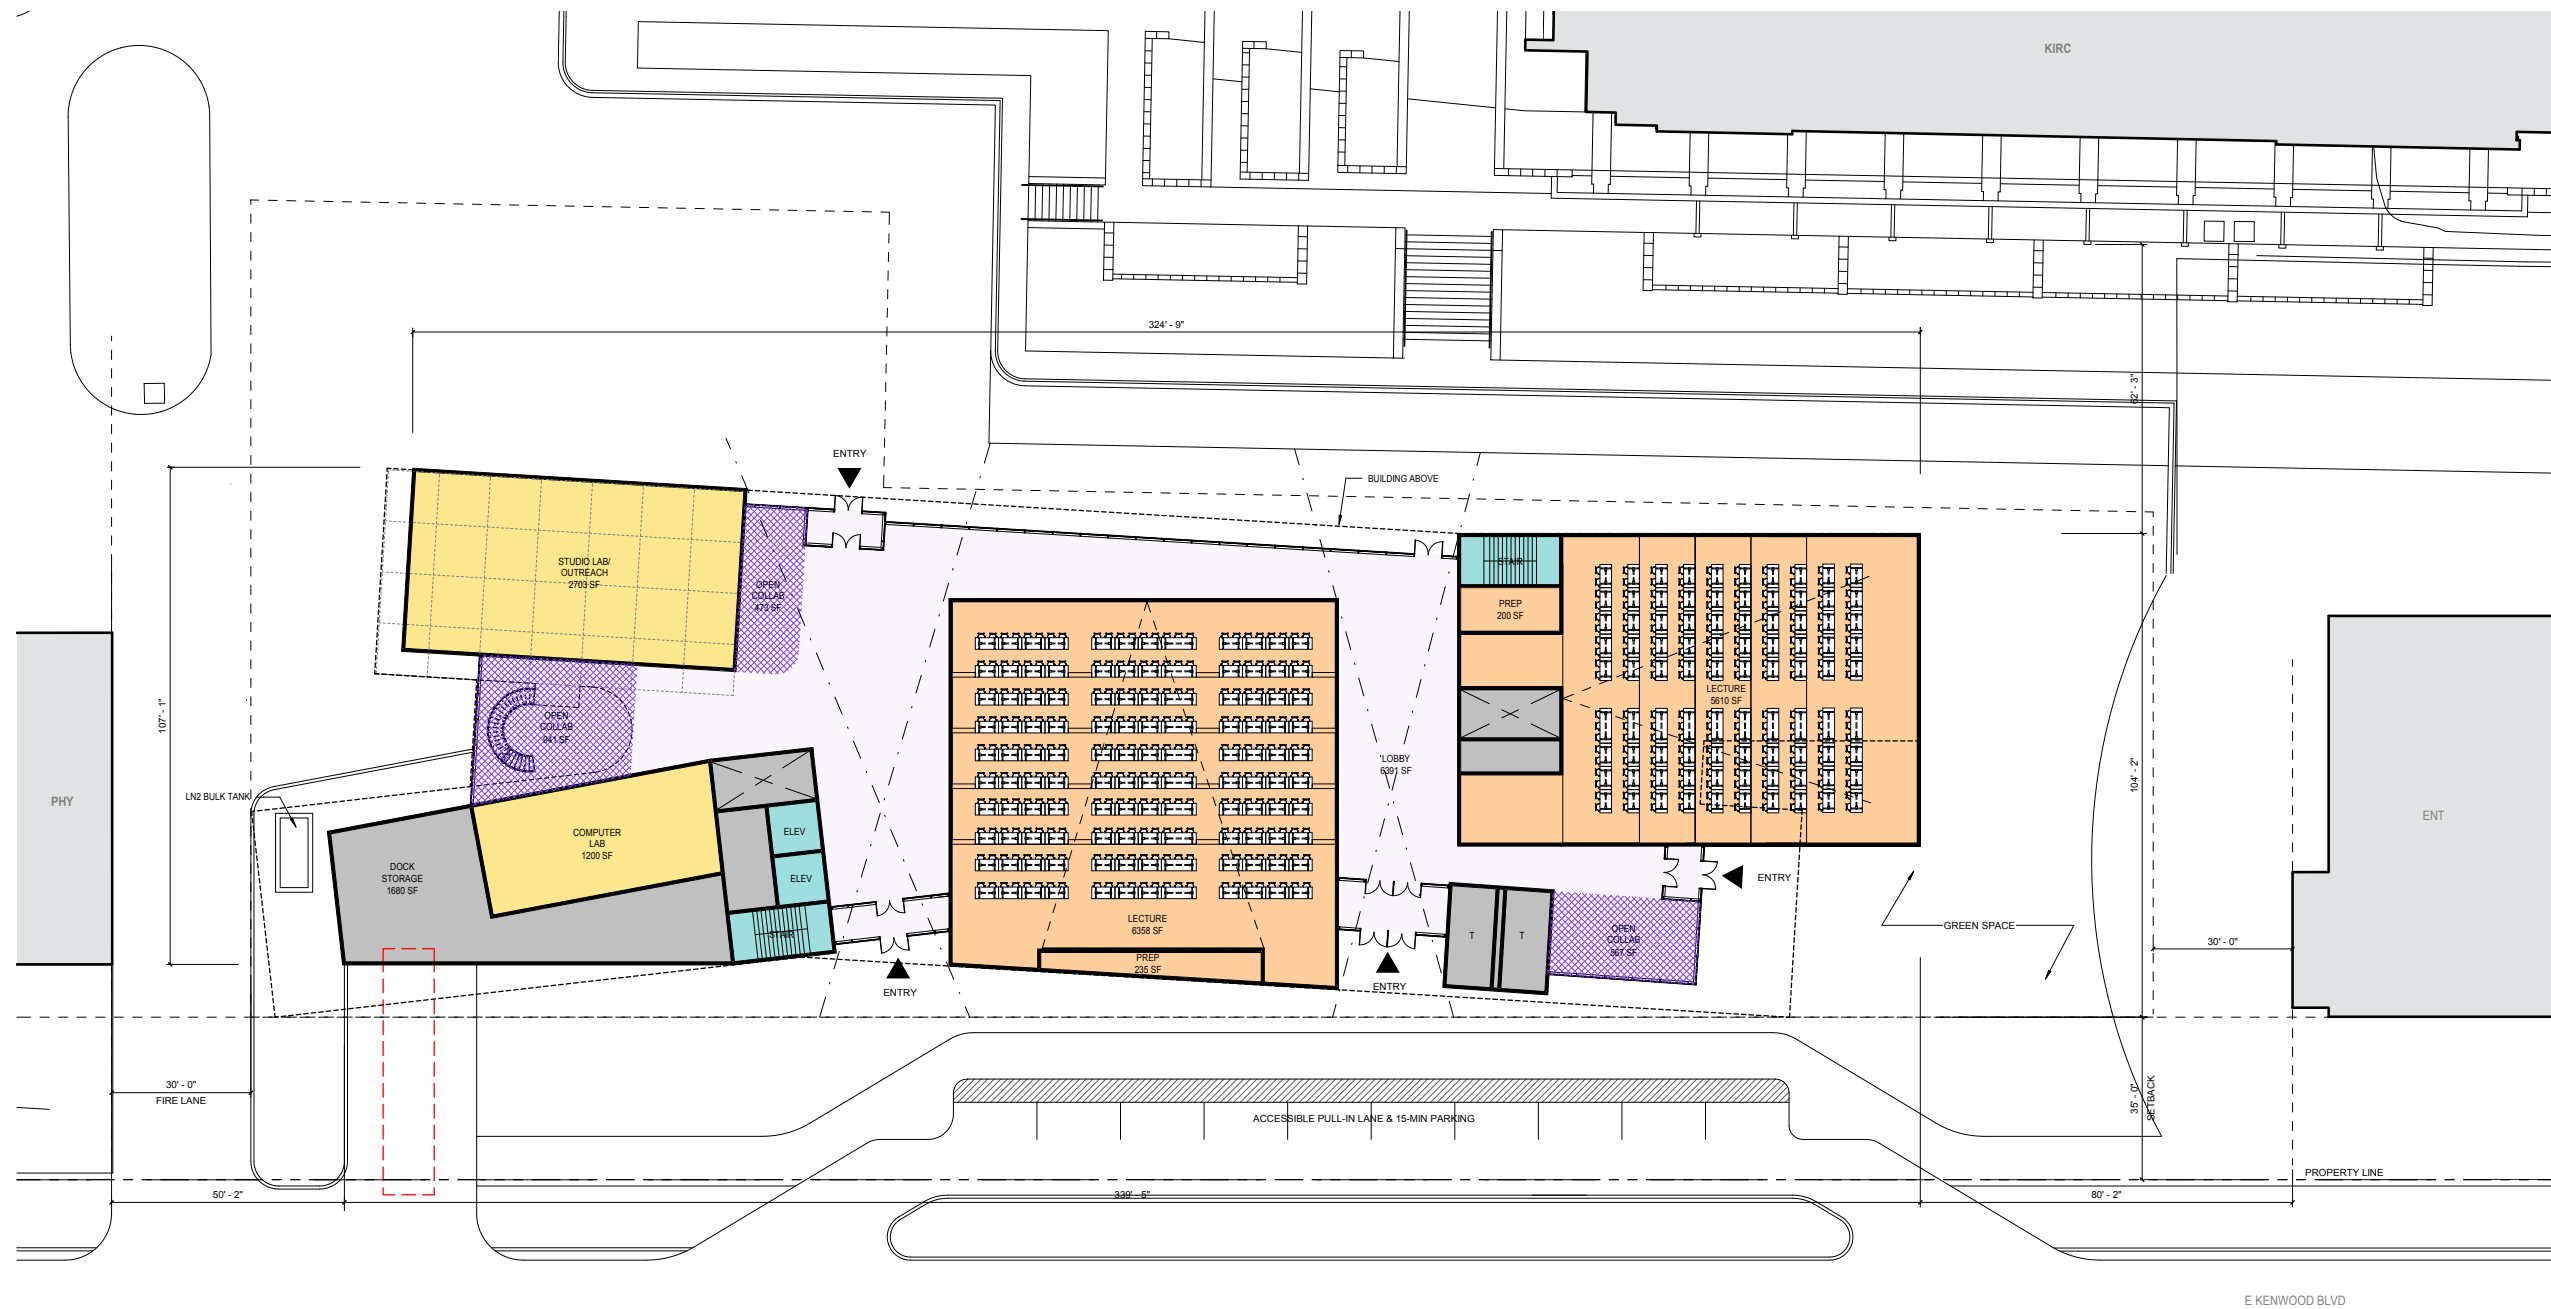 KIRC
324' - 9"
62' - 3"
ENTRY
BUILDING ABOVE
STUDIO LAB/
OUTREACH
2703 SF
OPEN
COLLAB
473 SF
STAIR
PREP
200 SF
107' - 1"
OPEN
COLLAB
941 SF
LECTURE
5610 SF
'LOBBY
6391 SF
104' - 2"
PHY
LN2 BULK TANK
COMPUTER
LAB
1200 SF
ELEV
ELEV
DOCK
STORAGE
1680 SF
ENT
ENTRY
LECTURE
6358 SF
STAIR
T
T
OPEN
COLLAB
567 SF
GREEN SPACE
30' - 0"
PREP
235 SF
ENTRY
ENTRY
30' - 0"
FIRE LANE
ACCESSIBLE PULL-IN LANE & 15-MIN PARKING
35' - 0"
SETBACK
PROPERTY LINE
50' - 2"
339' - 5"
80' - 2"
E KENWOOD BLVD